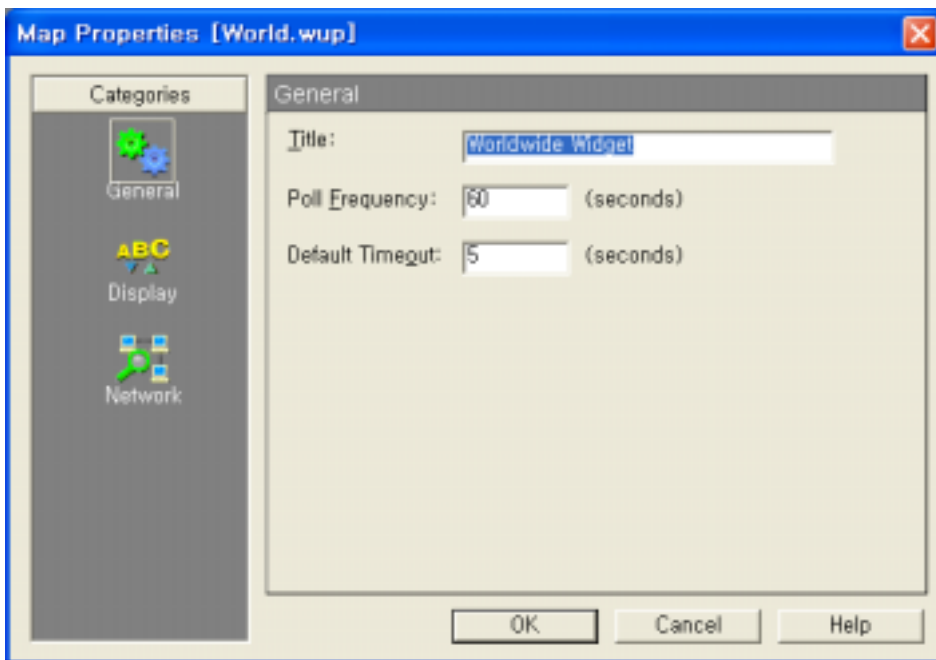 Map Properties [World.wup]
Categories
General
Display
Network
General
Title: Worldwide Widget
Poll Frequency: 60 (seconds)
Default Timeout: 5 (seconds)
OK Cancel Help